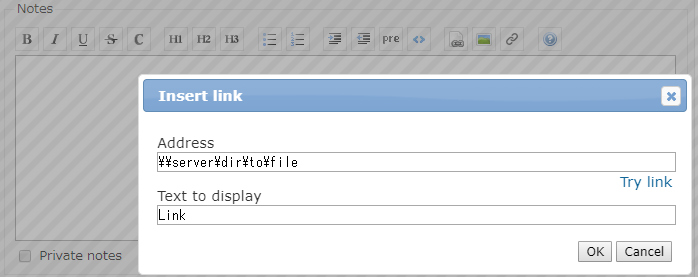 Notes
B I U S C H1 H2 H3 pre
Insert link
Address
¥¥server¥dir¥to¥file
Try link
Text to display
Link
OK Cancel
Private notes